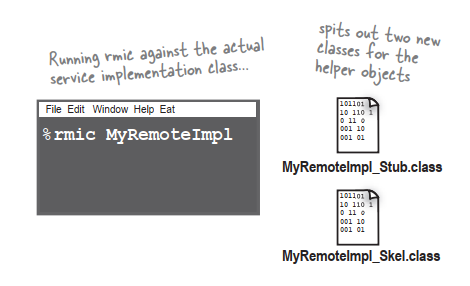 Running rmic against the actual
service implementation class...
spits out two new
classes for the
helper objects
File Edit Window Help Eat
%rmic MyRemoteImpl
101101
10 110 1
0 11 0
001 10
001 01
MyRemoteImpl_Stub.class
101101
10 110 1
0 11 0
001 10
001 01
MyRemoteImpl_Skel.class